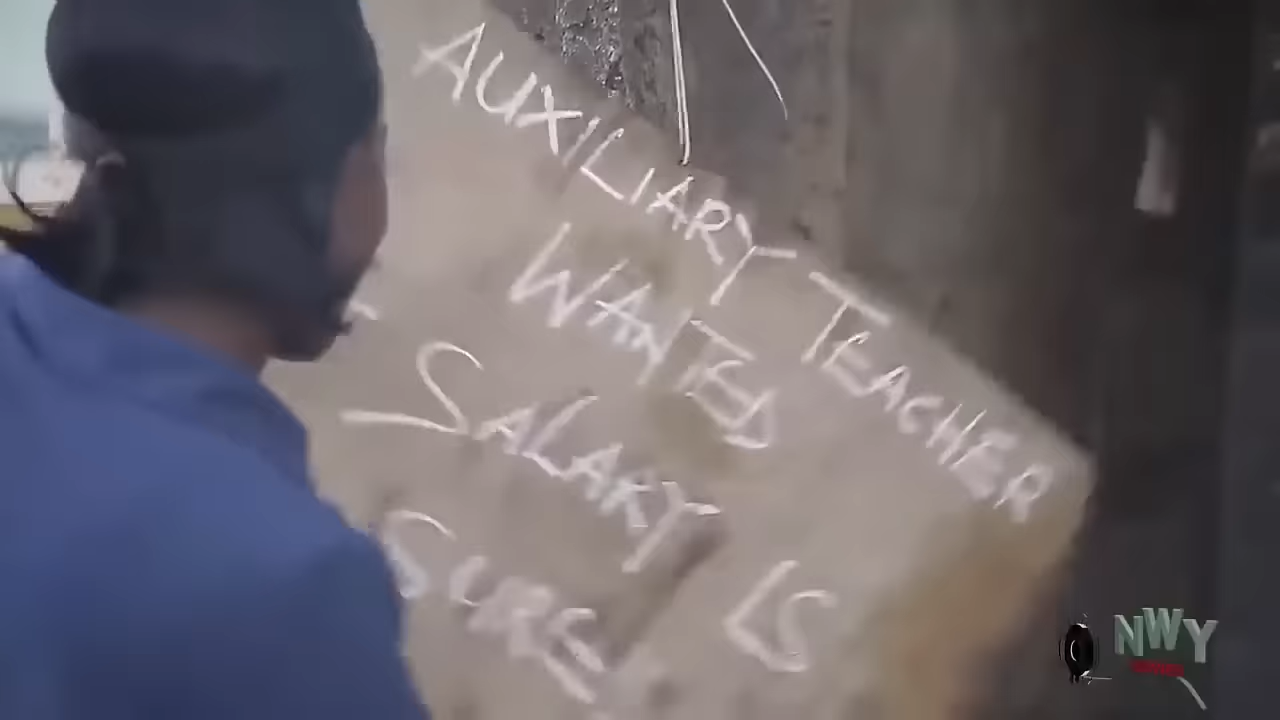 AUXILIARY TEACHER
WANTED
SALARY IS
SURE
NWY